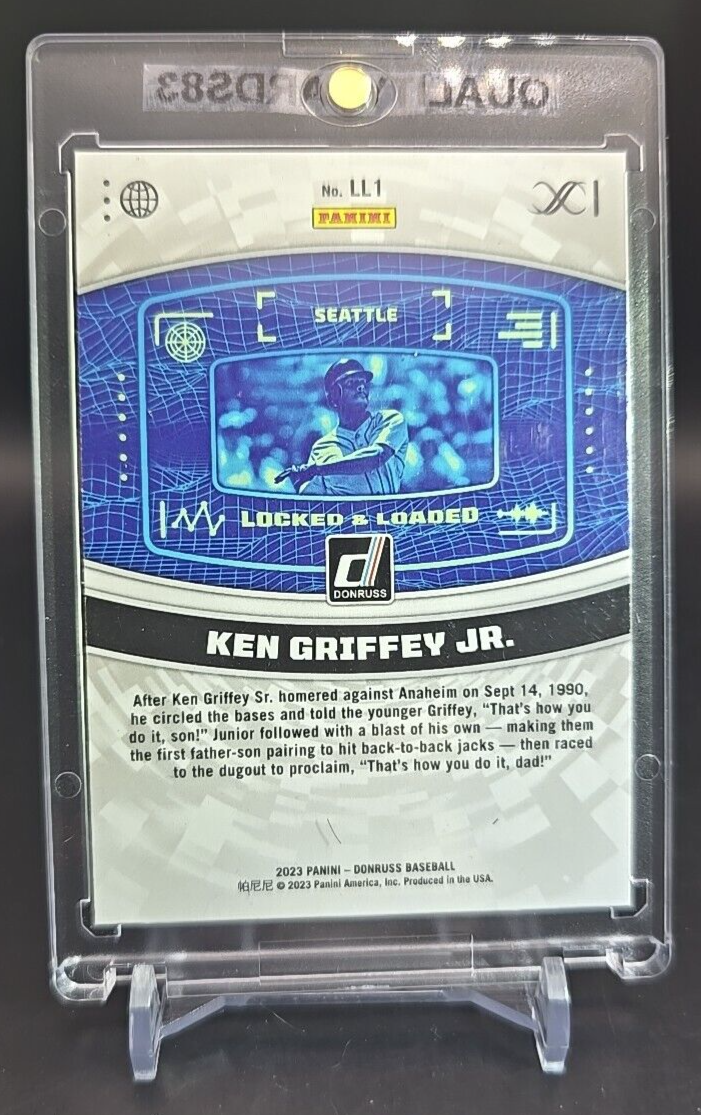 QUALITYCARDS83
No. LL1
PANINI
SEATTLE
LOCKED & LOADED
DONRUSS
KEN GRIFFEY JR.
After Ken Griffey Sr. homered against Anaheim on Sept 14, 1990,
he circled the bases and told the younger Griffey, “That's how you
do it, son!” Junior followed with a blast of his own — making them
the first father-son pairing to hit back-to-back jacks — then raced
to the dugout to proclaim, “That's how you do it, dad!”
2023 PANINI – DONRUSS BASEBALL
帕尼尼 © 2023 Panini America, Inc. Produced in the USA.